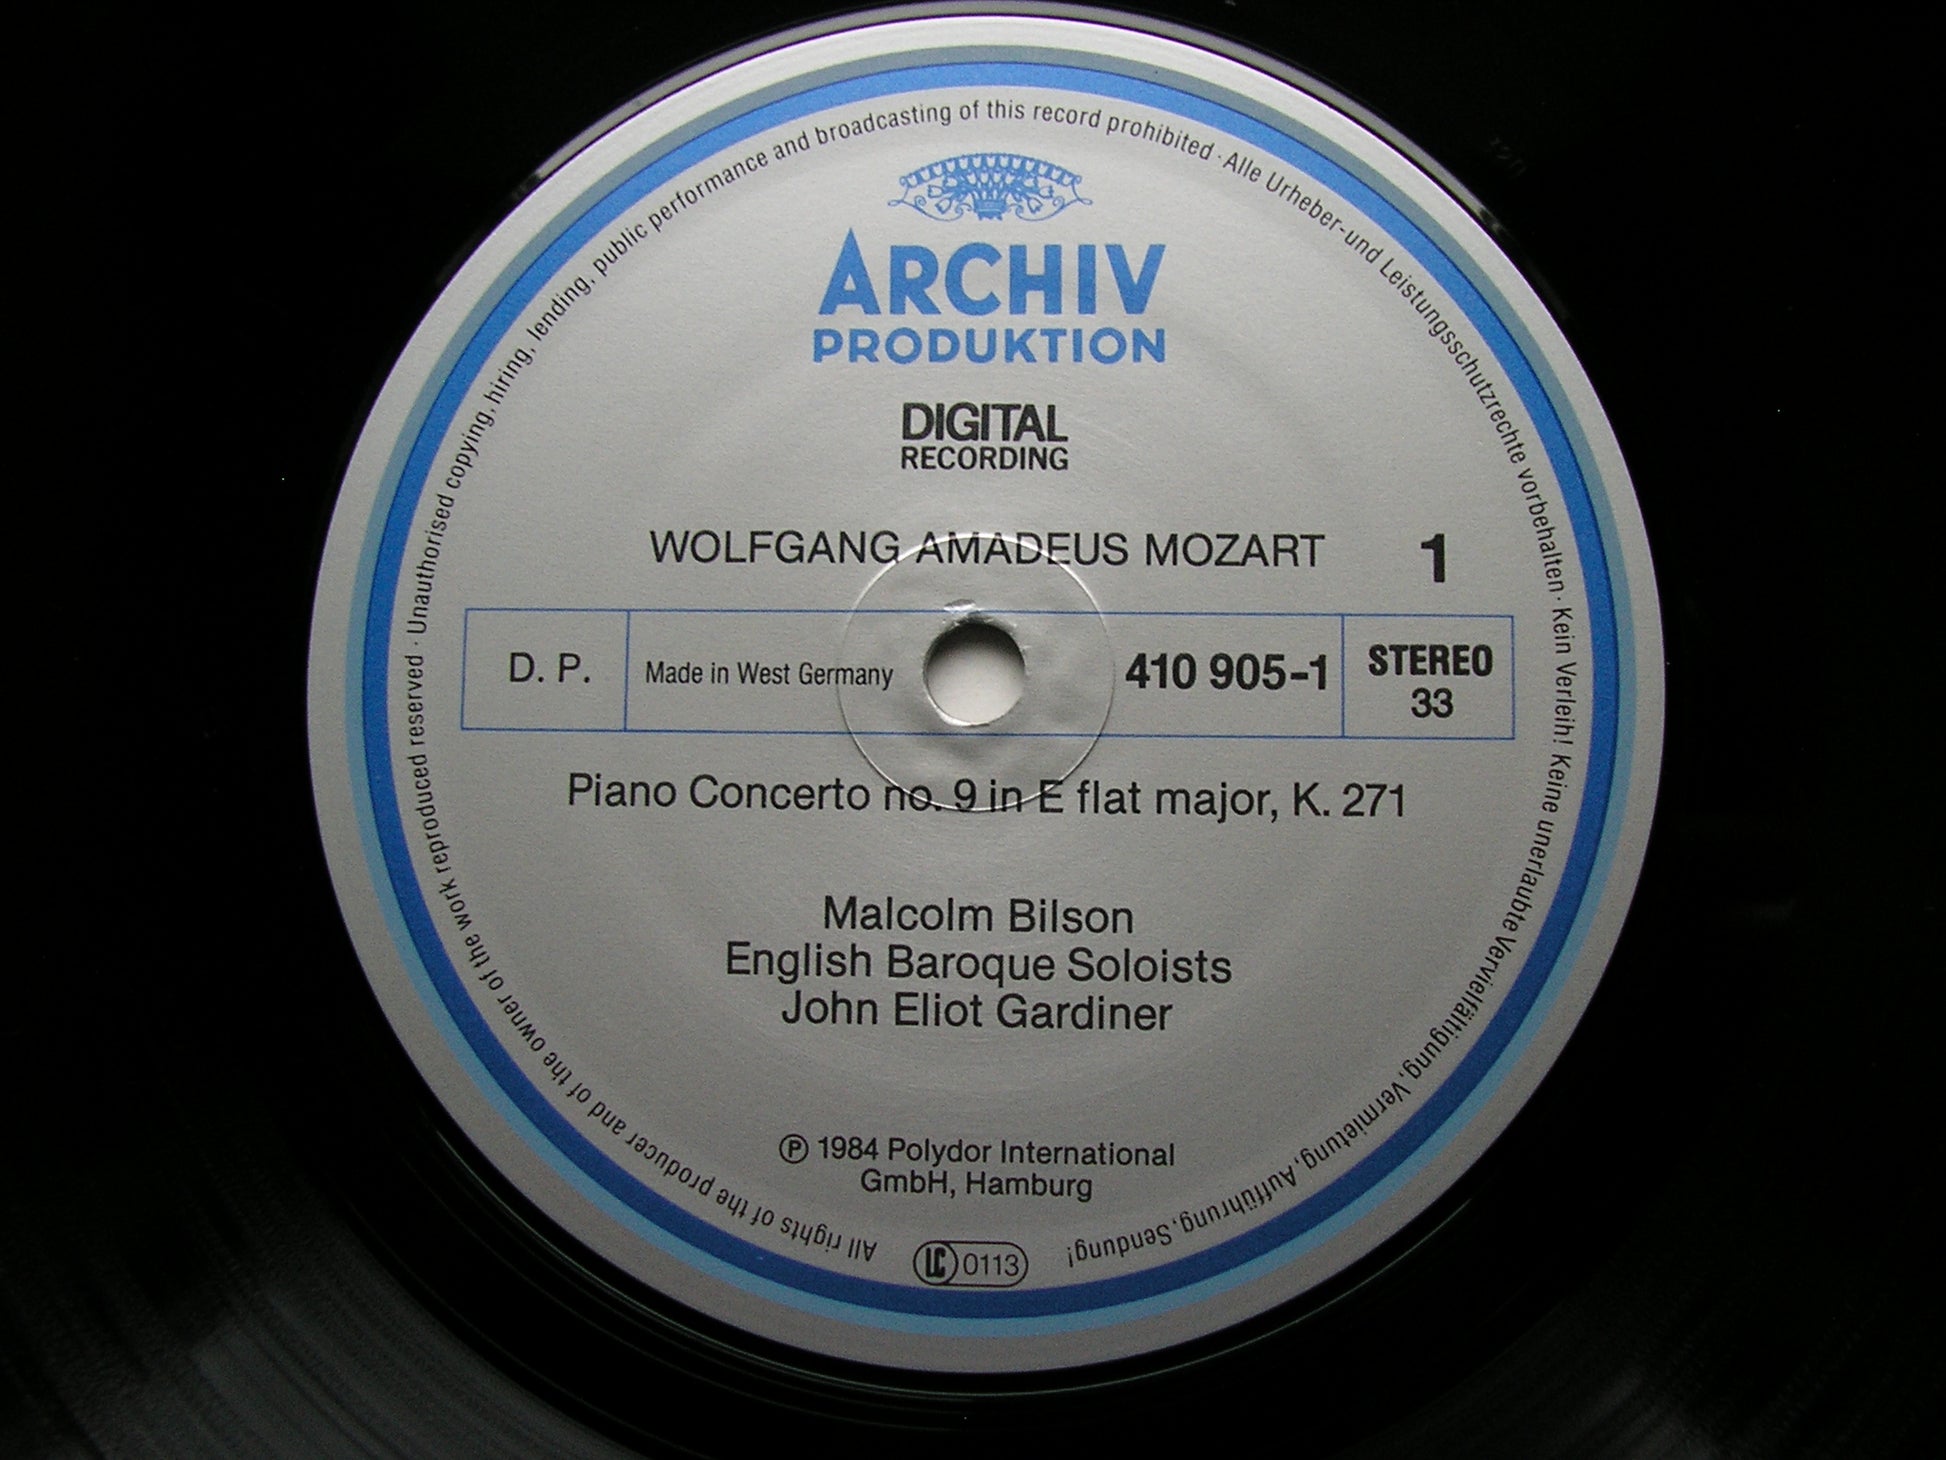 All rights of the producer and of the owner of the work reproduced reserved · Unauthorised copying, hiring, lending, public performance and broadcasting of this record prohibited · Alle Urheber-und Leistungsschutzrechte vorbehalten · Kein Verleih! Keine unerlaubte Vervielfältigung, Vermietung, Aufführung, Sendung!
ARCHIV
PRODUKTION
DIGITAL
RECORDING
WOLFGANG AMADEUS MOZART 1
D. P. Made in West Germany 410 905-1 STEREO
33
Piano Concerto no. 9 in E flat major, K. 271
Malcolm Bilson
English Baroque Soloists
John Eliot Gardiner
℗ 1984 Polydor International
GmbH, Hamburg
LC 0113